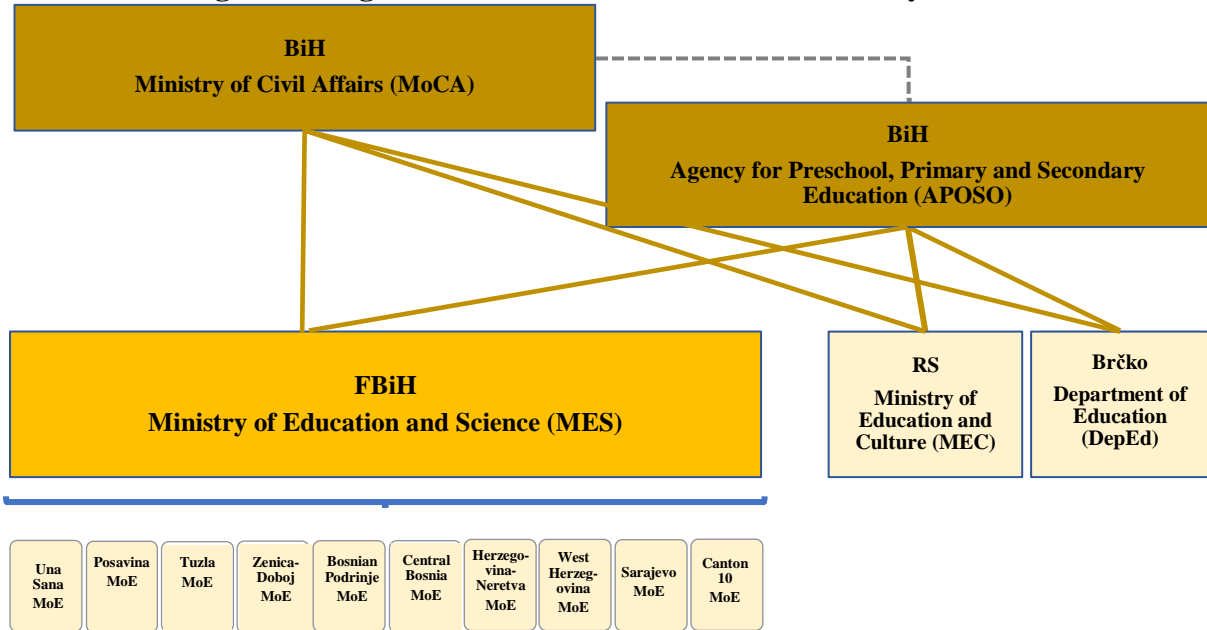 BiH
Ministry of Civil Affairs (MoCA)
BiH
Agency for Preschool, Primary and Secondary
Education (APOSO)
FBiH
Ministry of Education and Science (MES)
RS
Ministry of
Education and
Culture (MEC)
Brčko
Department of
Education
(DepEd)
Una
Sana
MoE
Posavina
MoE
Tuzla
MoE
Zenica-
Doboj
MoE
Bosnian
Podrinje
MoE
Central
Bosnia
MoE
Herzego-
vina-
Neretva
MoE
West
Herzeg-
ovina
MoE
Sarajevo
MoE
Canton
10
MoE